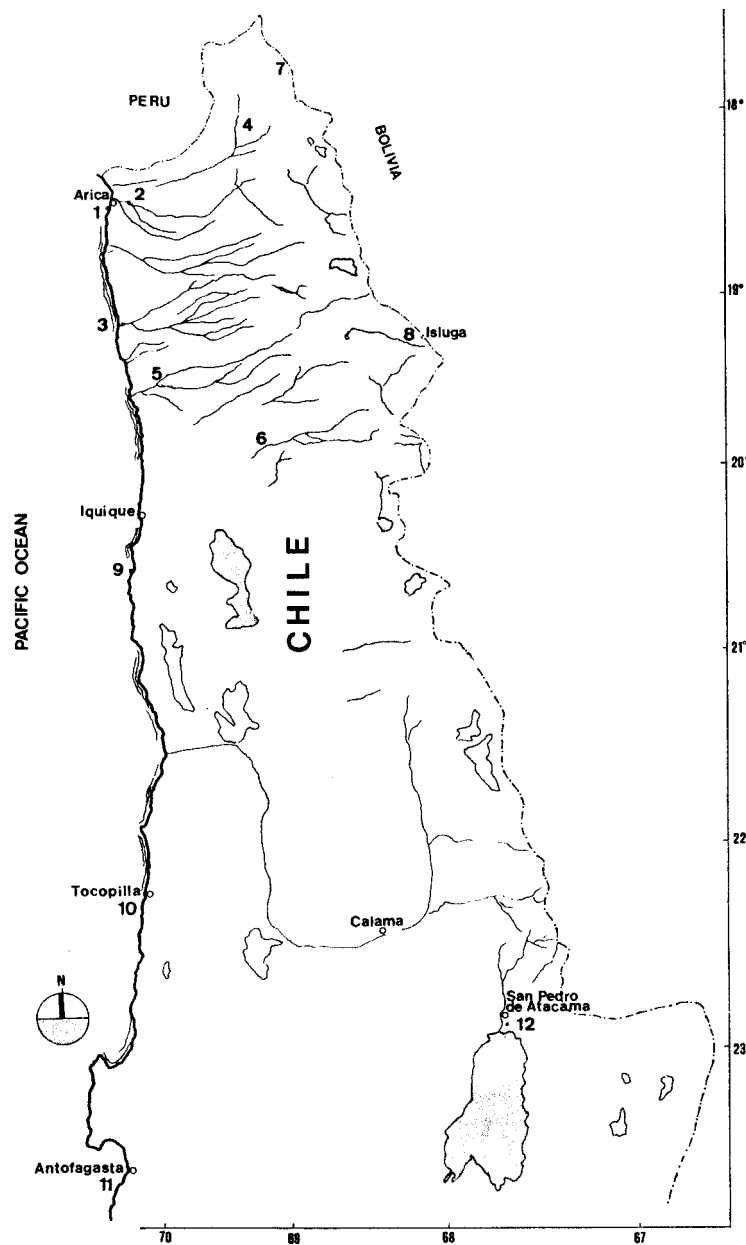 7
PERU
18°
4
BOLIVIA
Arica
2
1
19°
3
8 Isluga
5
6
20°
Iquique
PACIFIC OCEAN
9
CHILE
21°
22
Tocopilla
10
Calama
N
San Pedro
de Atacama
12
23
Antofagasta
11
70
69
68
67